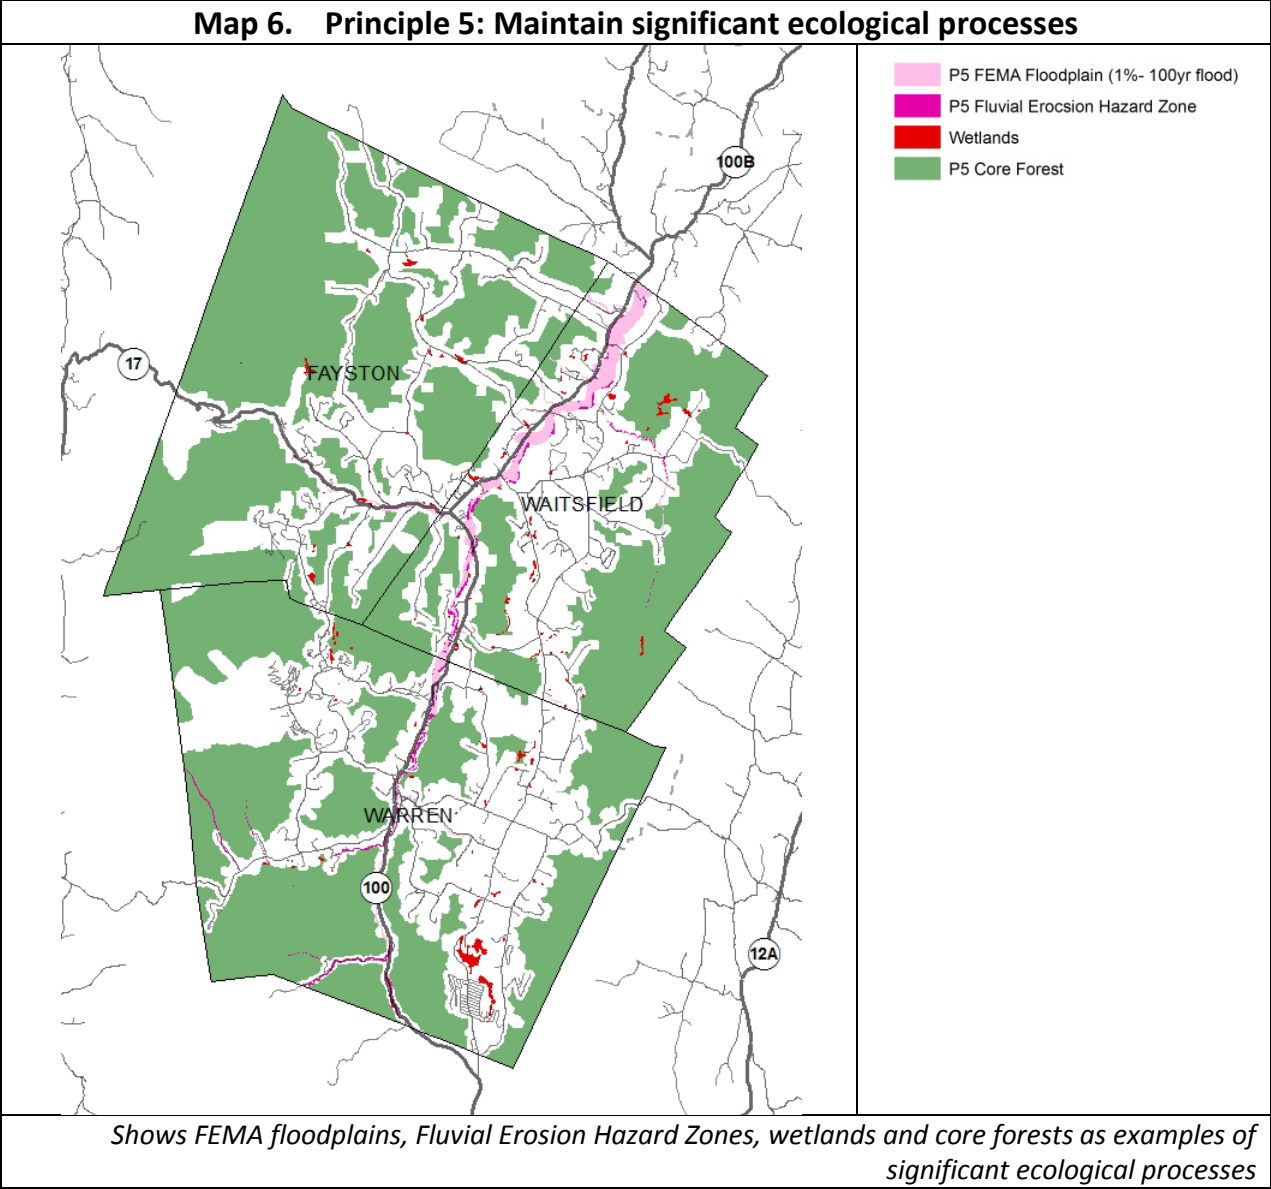 Map 6. Principle 5: Maintain significant ecological processes
P5 FEMA Floodplain (1%- 100yr flood)
P5 Fluvial Erocsion Hazard Zone
Wetlands
P5 Core Forest
100B
17
FAYSTON
WAITSFIELD
WARREN
100
12A
Shows FEMA floodplains, Fluvial Erosion Hazard Zones, wetlands and core forests as examples of
significant ecological processes